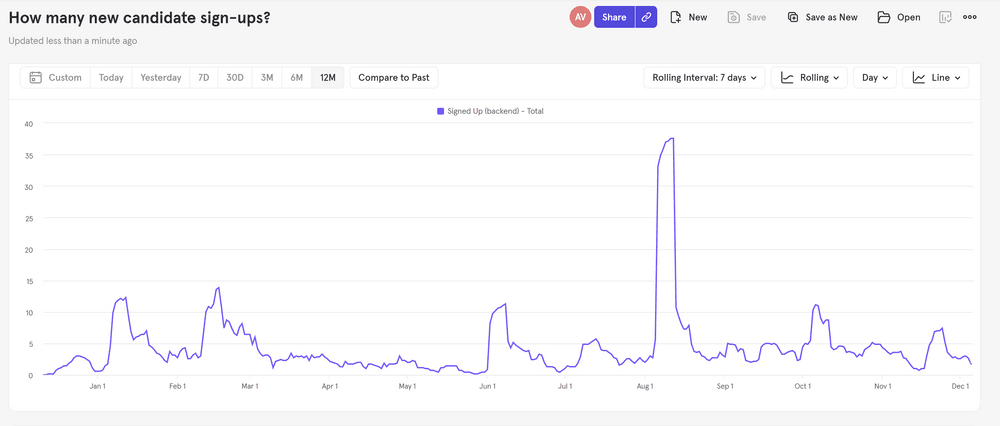 How many new candidate sign-ups?
AV Share New Save Save as New Open
Updated less than a minute ago
Custom Today Yesterday 7D 30D 3M 6M 12M Compare to Past Rolling Interval: 7 days Rolling Day Line
Signed Up (backend) - Total
40
35
30
25
20
15
10
5
0
Jan 1 Feb 1 Mar 1 Apr 1 May 1 Jun 1 Jul 1 Aug 1 Sep 1 Oct 1 Nov 1 Dec 1